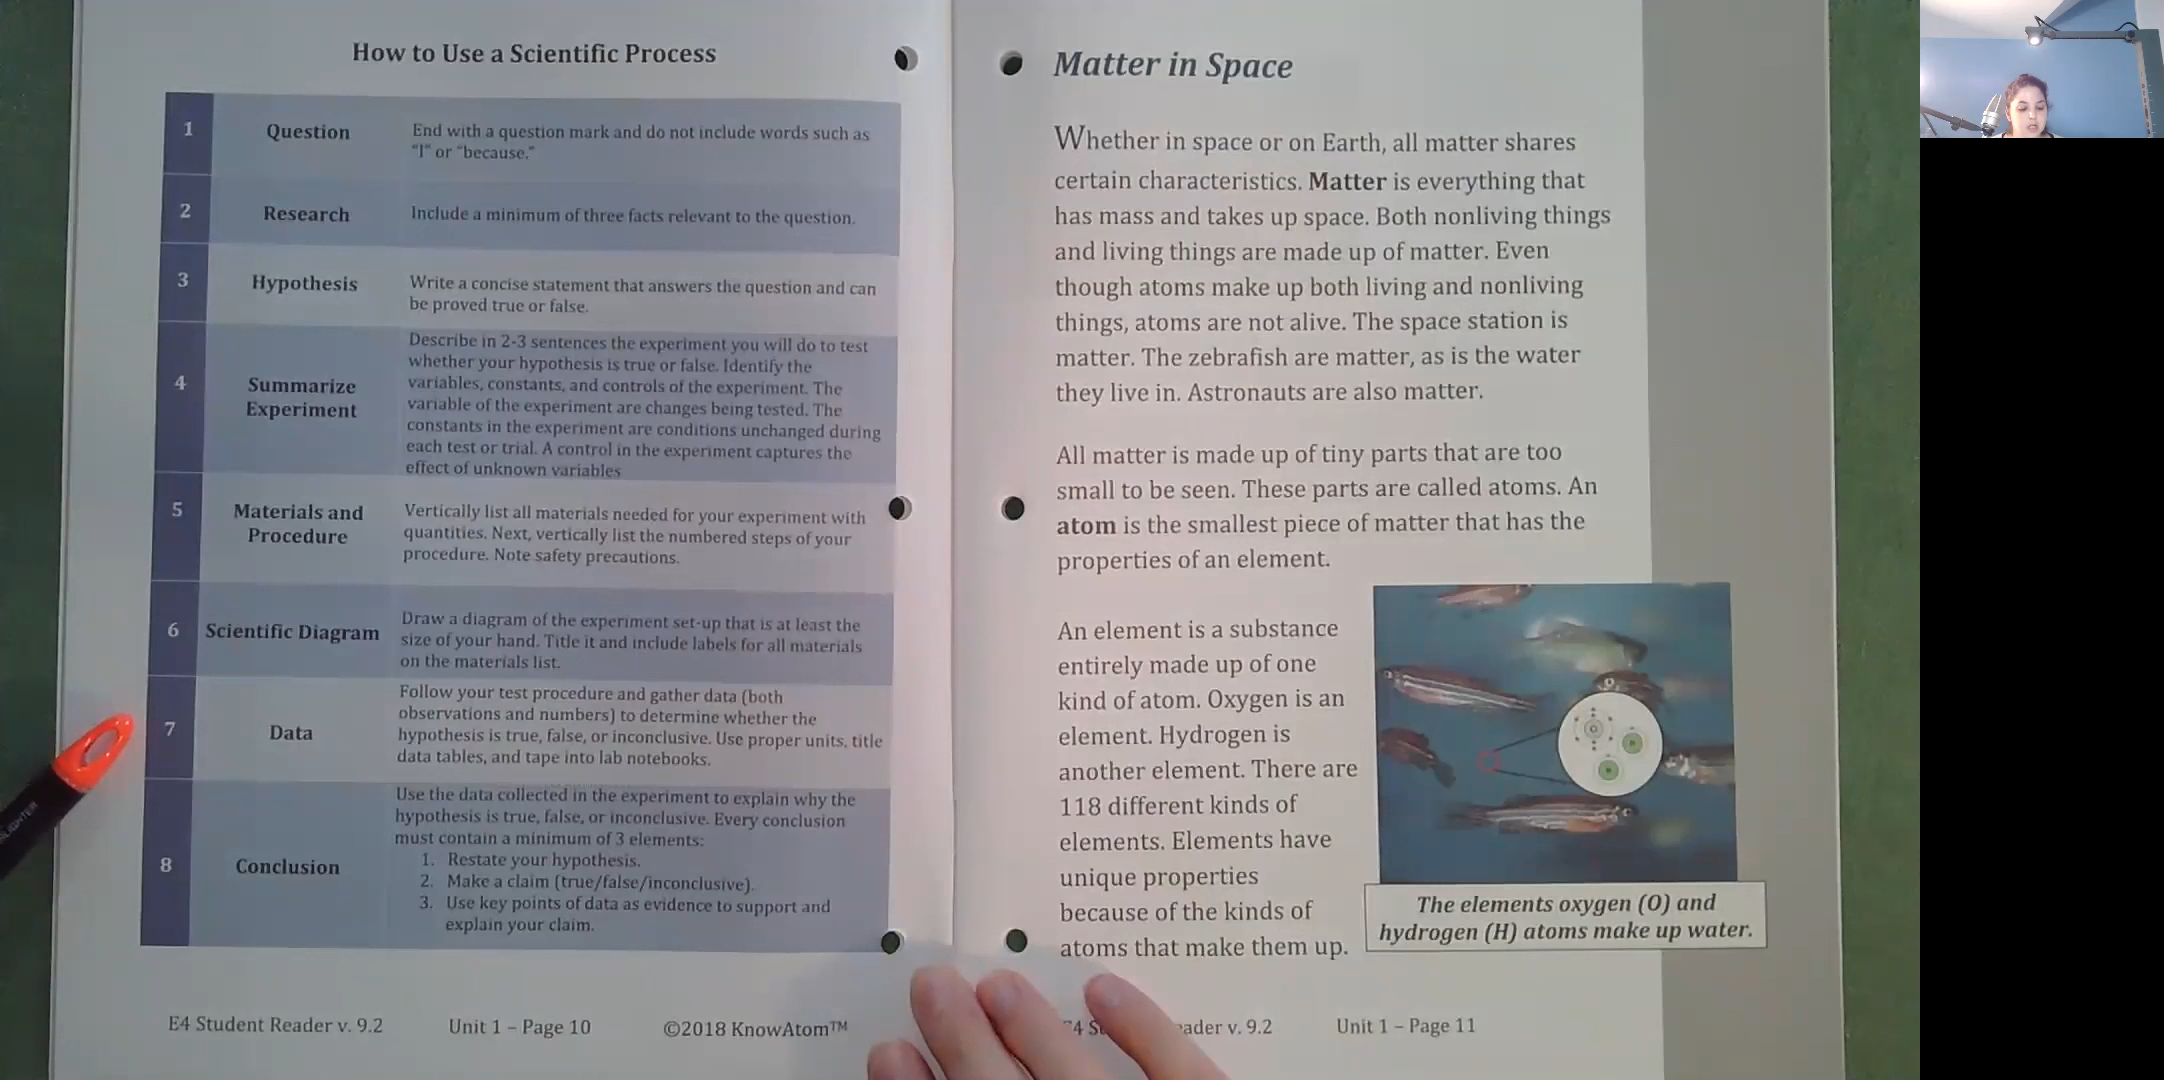 How to Use a Scientific Process
1
Question
End with a question mark and do not include words such as
"I" or "because."
2
Research
Include a minimum of three facts relevant to the question.
3
Hypothesis
Write a concise statement that answers the question and can
be proved true or false.
4
Summarize
Experiment
Describe in 2-3 sentences the experiment you will do to test
whether your hypothesis is true or false. Identify the
variables, constants, and controls of the experiment. The
variable of the experiment are changes being tested. The
constants in the experiment are conditions unchanged during
each test or trial. A control in the experiment captures the
effect of unknown variables
5
Materials and
Procedure
Vertically list all materials needed for your experiment with
quantities. Next, vertically list the numbered steps of your
procedure. Note safety precautions.
6
Scientific Diagram
Draw a diagram of the experiment set-up that is at least the
size of your hand. Title it and include labels for all materials
on the materials list.
7
Data
Follow your test procedure and gather data (both
observations and numbers) to determine whether the
hypothesis is true, false, or inconclusive. Use proper units, title
data tables, and tape into lab notebooks.
8
Conclusion
Use the data collected in the experiment to explain why the
hypothesis is true, false, or inconclusive. Every conclusion
must contain a minimum of 3 elements:
1. Restate your hypothesis.
2. Make a claim (true/false/inconclusive).
3. Use key points of data as evidence to support and
explain your claim.
E4 Student Reader v. 9.2 Unit 1 – Page 10 ©2018 KnowAtom™
Matter in Space
Whether in space or on Earth, all matter shares
certain characteristics. Matter is everything that
has mass and takes up space. Both nonliving things
and living things are made up of matter. Even
though atoms make up both living and nonliving
things, atoms are not alive. The space station is
matter. The zebrafish are matter, as is the water
they live in. Astronauts are also matter.
All matter is made up of tiny parts that are too
small to be seen. These parts are called atoms. An
atom is the smallest piece of matter that has the
properties of an element.
An element is a substance
entirely made up of one
kind of atom. Oxygen is an
element. Hydrogen is
another element. There are
118 different kinds of
elements. Elements have
unique properties
because of the kinds of
atoms that make them up.
The elements oxygen (O) and
hydrogen (H) atoms make up water.
v. 9.2 Unit 1 – Page 11